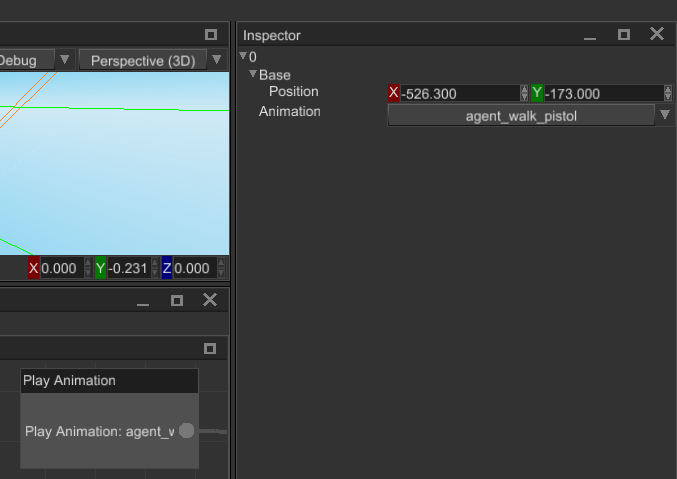 Inspector
Debug
Perspective (3D)
0
Base
Position X -526.300 Y -173.000
Animation agent_walk_pistol
X 0.000 Y -0.231 Z 0.000
Play Animation
Play Animation: agent_w